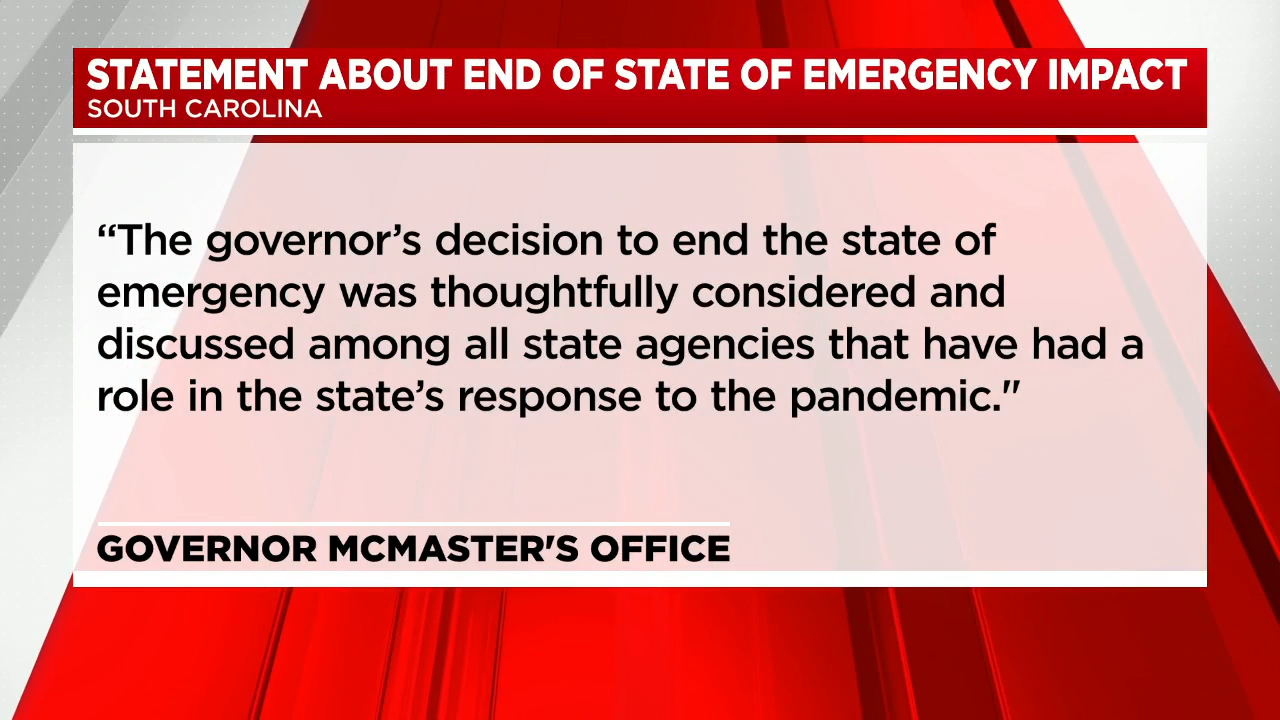 STATEMENT ABOUT END OF STATE OF EMERGENCY IMPACT
SOUTH CAROLINA
“The governor’s decision to end the state of
emergency was thoughtfully considered and
discussed among all state agencies that have had a
role in the state’s response to the pandemic."
GOVERNOR MCMASTER'S OFFICE